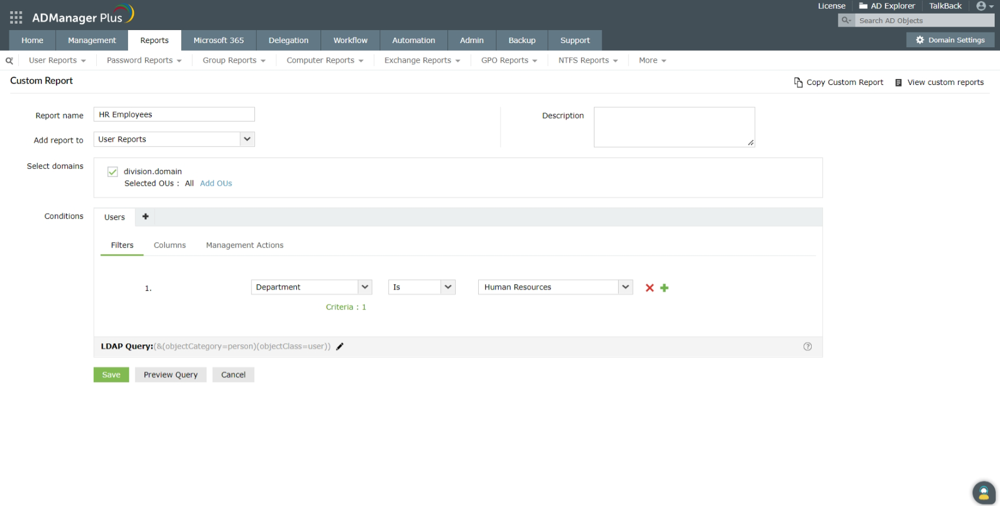 License AD Explorer TalkBack
ADManager Plus
Search AD Objects
Home Management Reports Microsoft 365 Delegation Workflow Automation Admin Backup Support Domain Settings
User Reports Password Reports Group Reports Computer Reports Exchange Reports GPO Reports NTFS Reports More
Custom Report Copy Custom Report View custom reports
Report name HR Employees Description
Add report to User Reports
Select domains division.domain
Selected OUs : All Add OUs
Conditions Users
Filters Columns Management Actions
1. Department Is Human Resources
Criteria : 1
LDAP Query:(&(objectCategory=person)(objectClass=user))
Save Preview Query Cancel